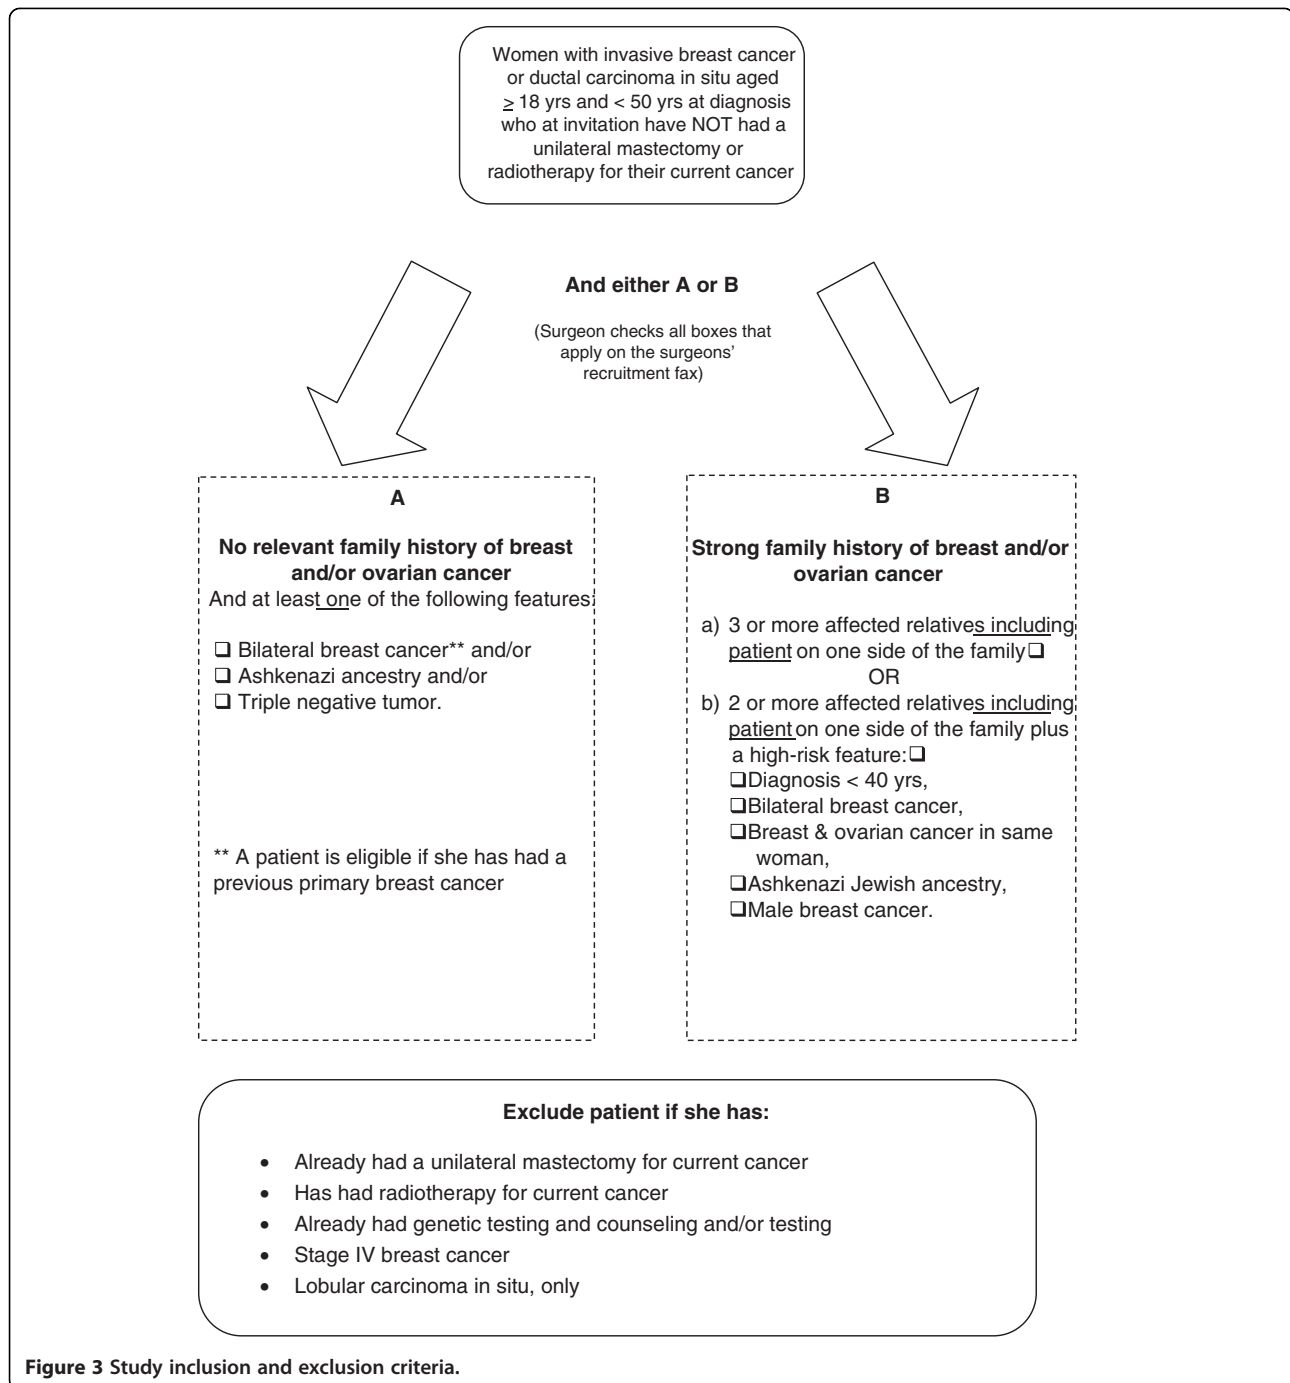 Women with invasive breast cancer
or ductal carcinoma in situ aged
≥ 18 yrs and < 50 yrs at diagnosis
who at invitation have NOT had a
unilateral mastectomy or
radiotherapy for their current cancer
And either A or B
(Surgeon checks all boxes that
apply on the surgeons'
recruitment fax)
A
No relevant family history of breast
and/or ovarian cancer
And at least one of the following features:
❑ Bilateral breast cancer** and/or
❑ Ashkenazi ancestry and/or
❑ Triple negative tumor.
** A patient is eligible if she has had a
previous primary breast cancer
B
Strong family history of breast and/or
ovarian cancer
a) 3 or more affected relatives including
patient on one side of the family ❑
OR
b) 2 or more affected relatives including
patient on one side of the family plus
a high-risk feature: ❑
❑Diagnosis < 40 yrs,
❑Bilateral breast cancer,
❑Breast & ovarian cancer in same
woman,
❑Ashkenazi Jewish ancestry,
❑Male breast cancer.
Exclude patient if she has:
• Already had a unilateral mastectomy for current cancer
• Has had radiotherapy for current cancer
• Already had genetic testing and counseling and/or testing
• Stage IV breast cancer
• Lobular carcinoma in situ, only
Figure 3 Study inclusion and exclusion criteria.